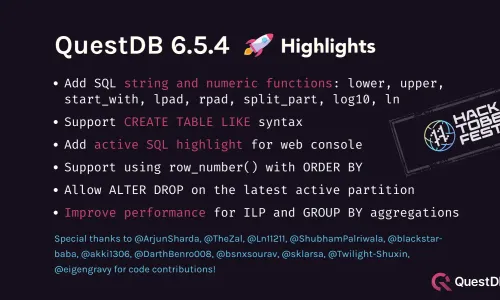 QuestDB 6.5.4 🚀 Highlights
• Add SQL string and numeric functions: lower, upper,
start_with, lpad, rpad, split_part, log10, ln
• Support CREATE TABLE LIKE syntax
• Add active SQL highlight for web console
• Support using row_number() with ORDER BY
• Allow ALTER DROP on the latest active partition
• Improve performance for ILP and GROUP BY aggregations
HACK
TOBER
FEST
Special thanks to @ArjunSharda, @TheZal, @Ln11211, @ShubhamPalriwala, @blackstar-
baba, @akki1306, @DarthBenro008, @bsnxsourav, @sklarsa, @Twilight-Shuxin,
@eigengravy for code contributions!
QuestD